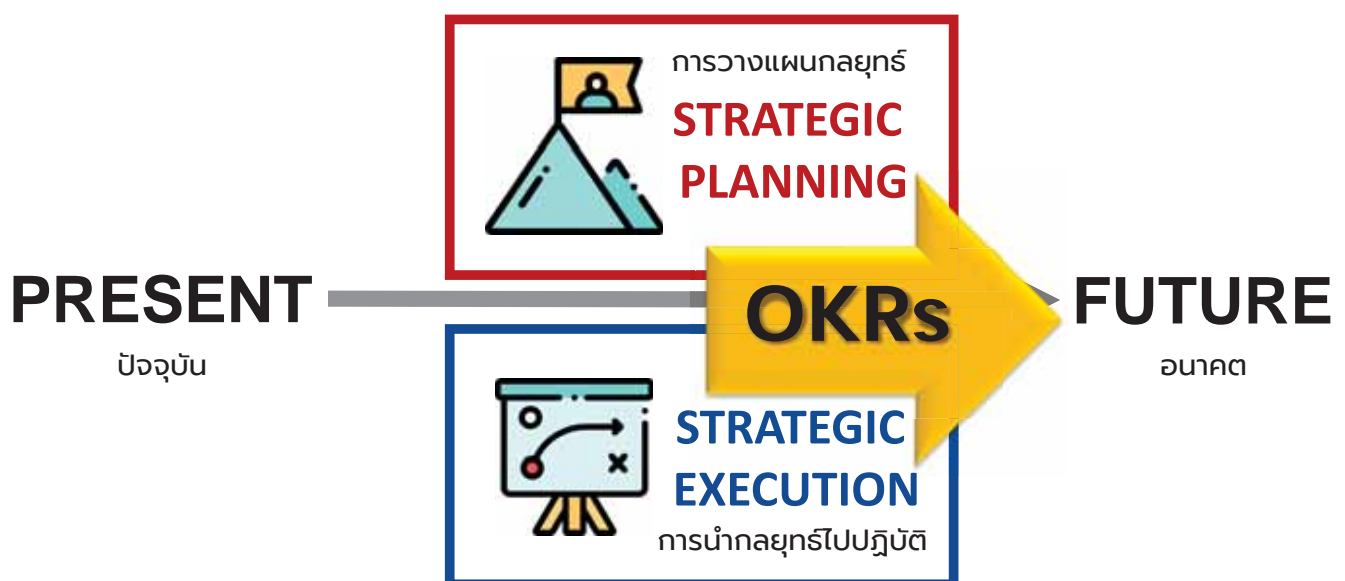 การวางแผนกลยุทธ์
STRATEGIC
PLANNING
PRESENT
ปัจจุบัน
OKRs
FUTURE
อนาคต
STRATEGIC
EXECUTION
การนำกลยุทธ์ไปปฏิบัติ